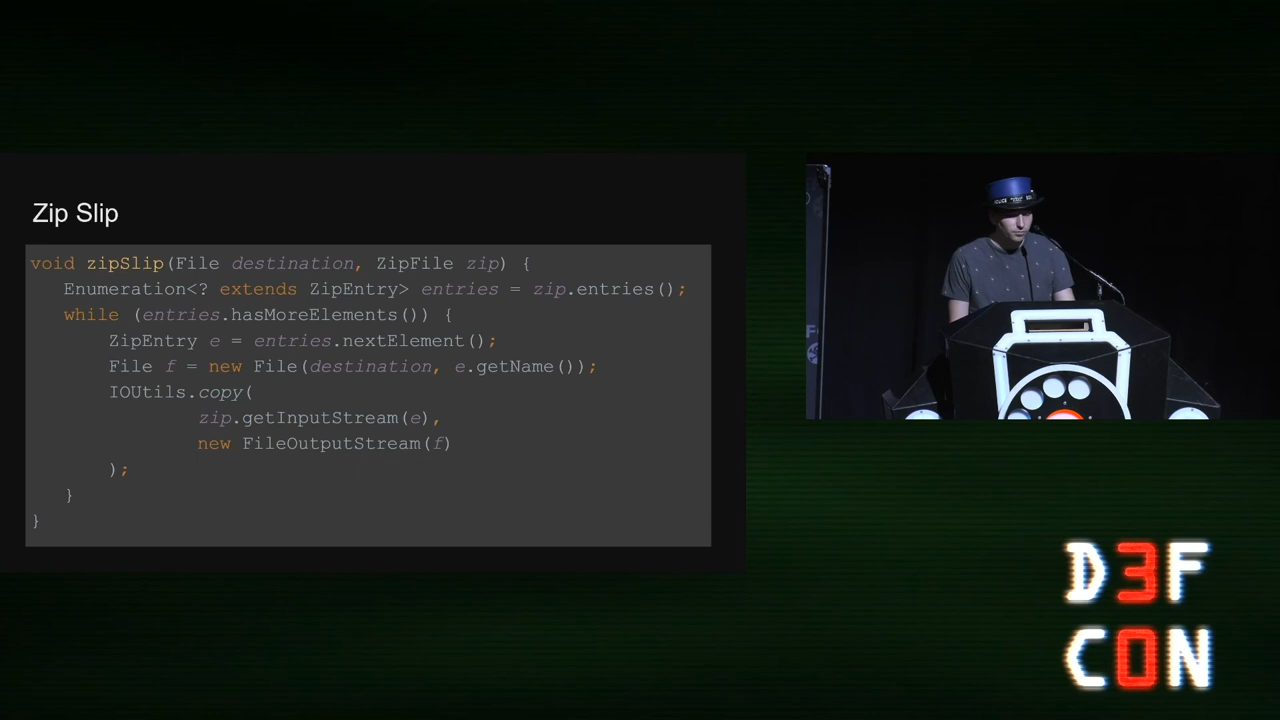 Zip Slip
void zipSlip(File destination, ZipFile zip) {
Enumeration<? extends ZipEntry> entries = zip.entries();
while (entries.hasMoreElements()) {
ZipEntry e = entries.nextElement();
File f = new File(destination, e.getName());
IOUtils.copy(
zip.getInputStream(e),
new FileOutputStream(f)
);
}
}
D3F
C0N